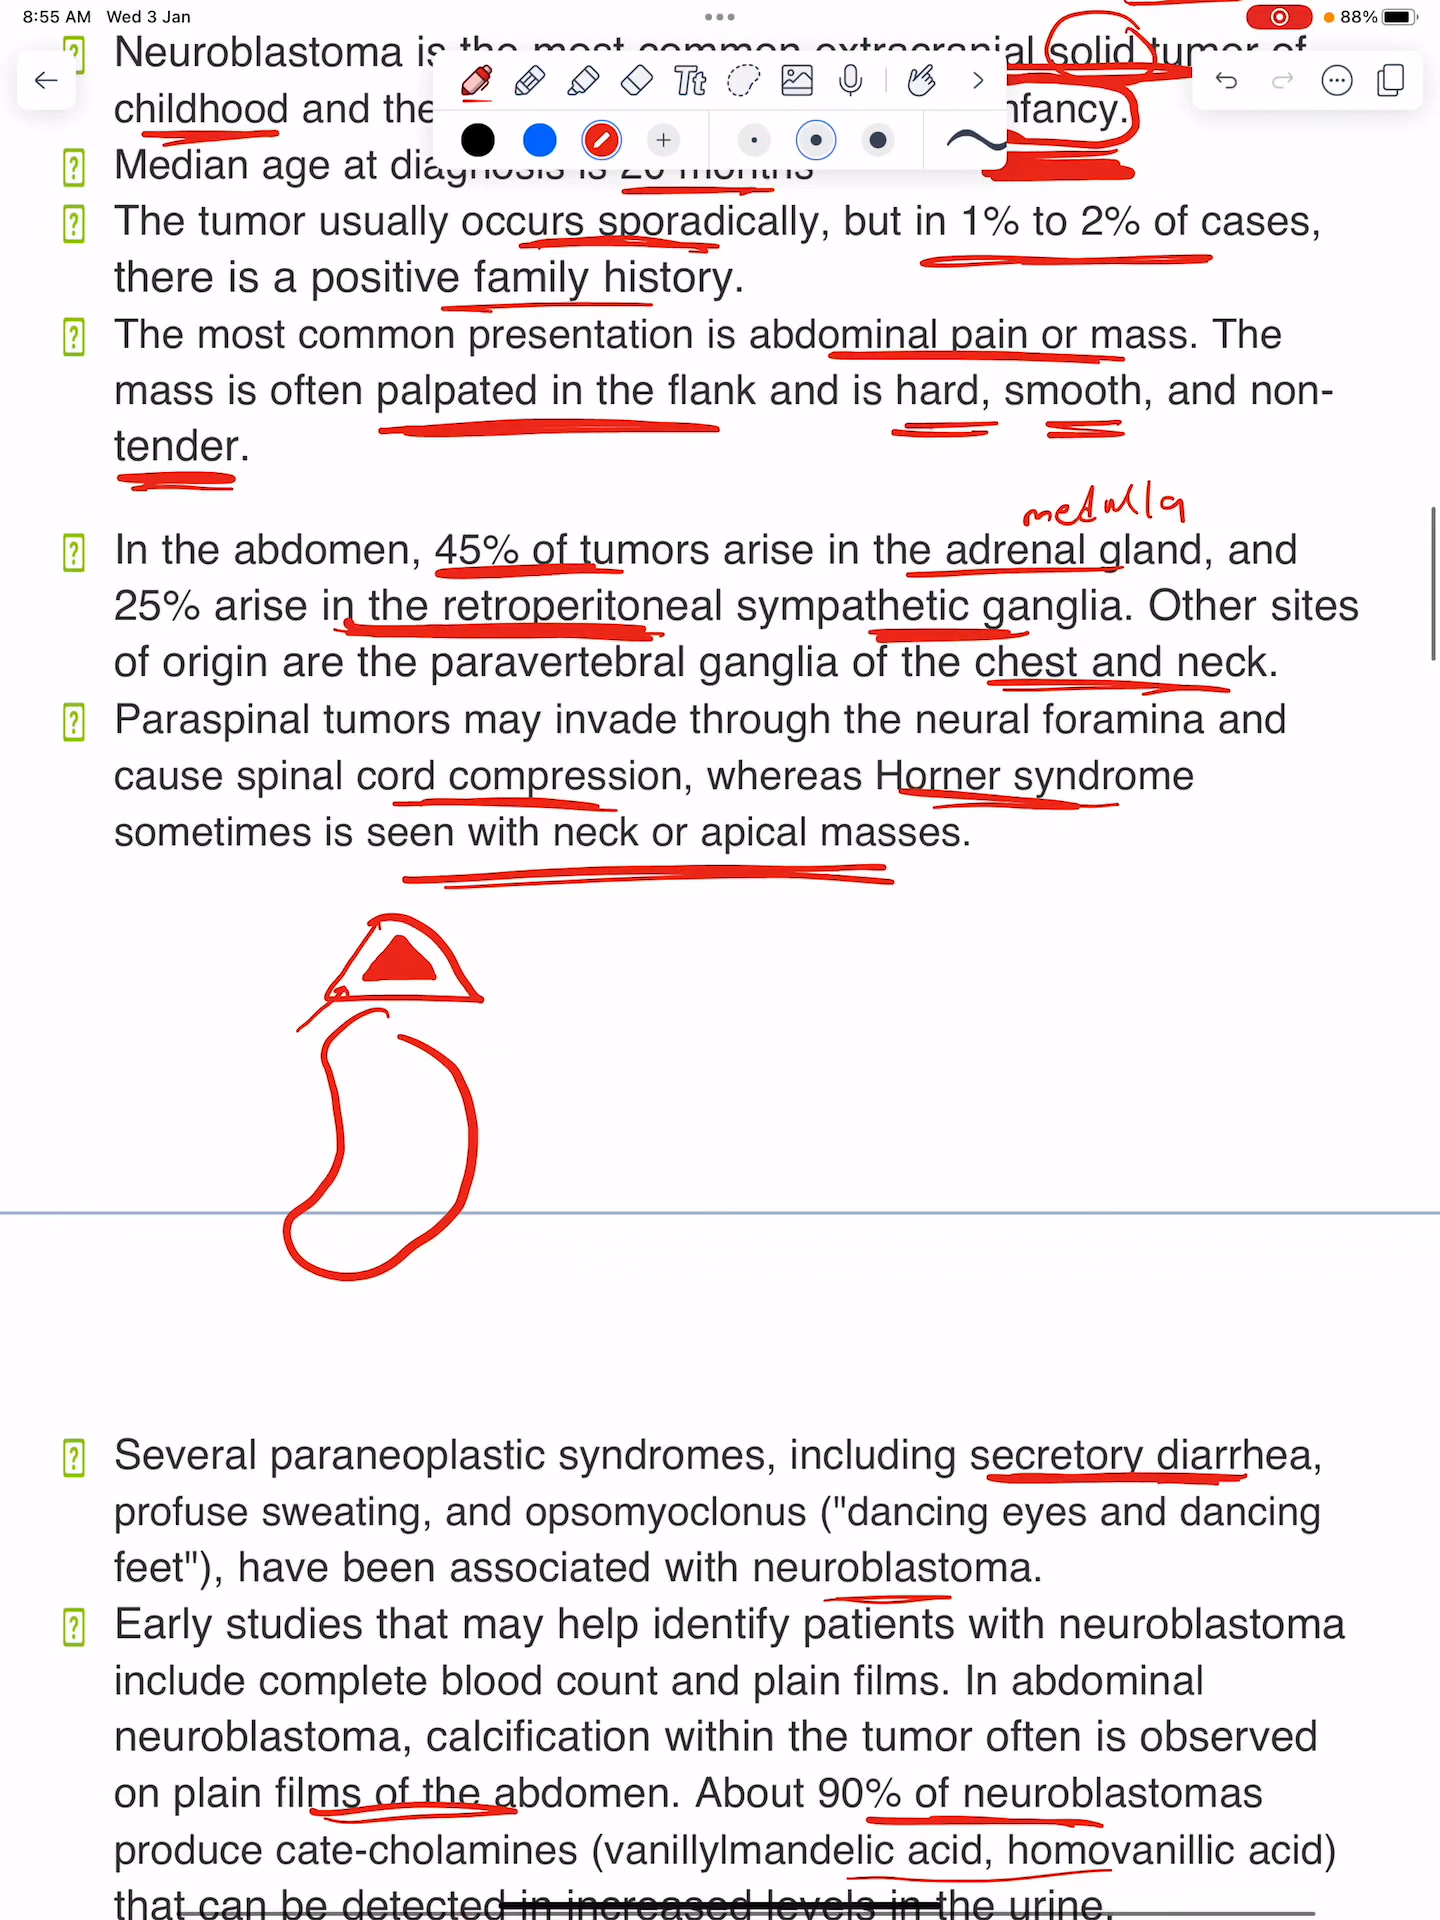 8:55 AM Wed 3 Jan
88%
Neuroblastoma is the most common extracranial solid tumor of
childhood and the nfancy.
Tt
Median age at diagnosis is 20 months
The tumor usually occurs sporadically, but in 1% to 2% of cases,
there is a positive family history.
The most common presentation is abdominal pain or mass. The
mass is often palpated in the flank and is hard, smooth, and non-
tender.
medulla
In the abdomen, 45% of tumors arise in the adrenal gland, and
25% arise in the retroperitoneal sympathetic ganglia. Other sites
of origin are the paravertebral ganglia of the chest and neck.
Paraspinal tumors may invade through the neural foramina and
cause spinal cord compression, whereas Horner syndrome
sometimes is seen with neck or apical masses.
Several paraneoplastic syndromes, including secretory diarrhea,
profuse sweating, and opsomyoclonus ("dancing eyes and dancing
feet"), have been associated with neuroblastoma.
Early studies that may help identify patients with neuroblastoma
include complete blood count and plain films. In abdominal
neuroblastoma, calcification within the tumor often is observed
on plain films of the abdomen. About 90% of neuroblastomas
produce cate-cholamines (vanillylmandelic acid, homovanillic acid)
that can be detected in increased levels in the urine.